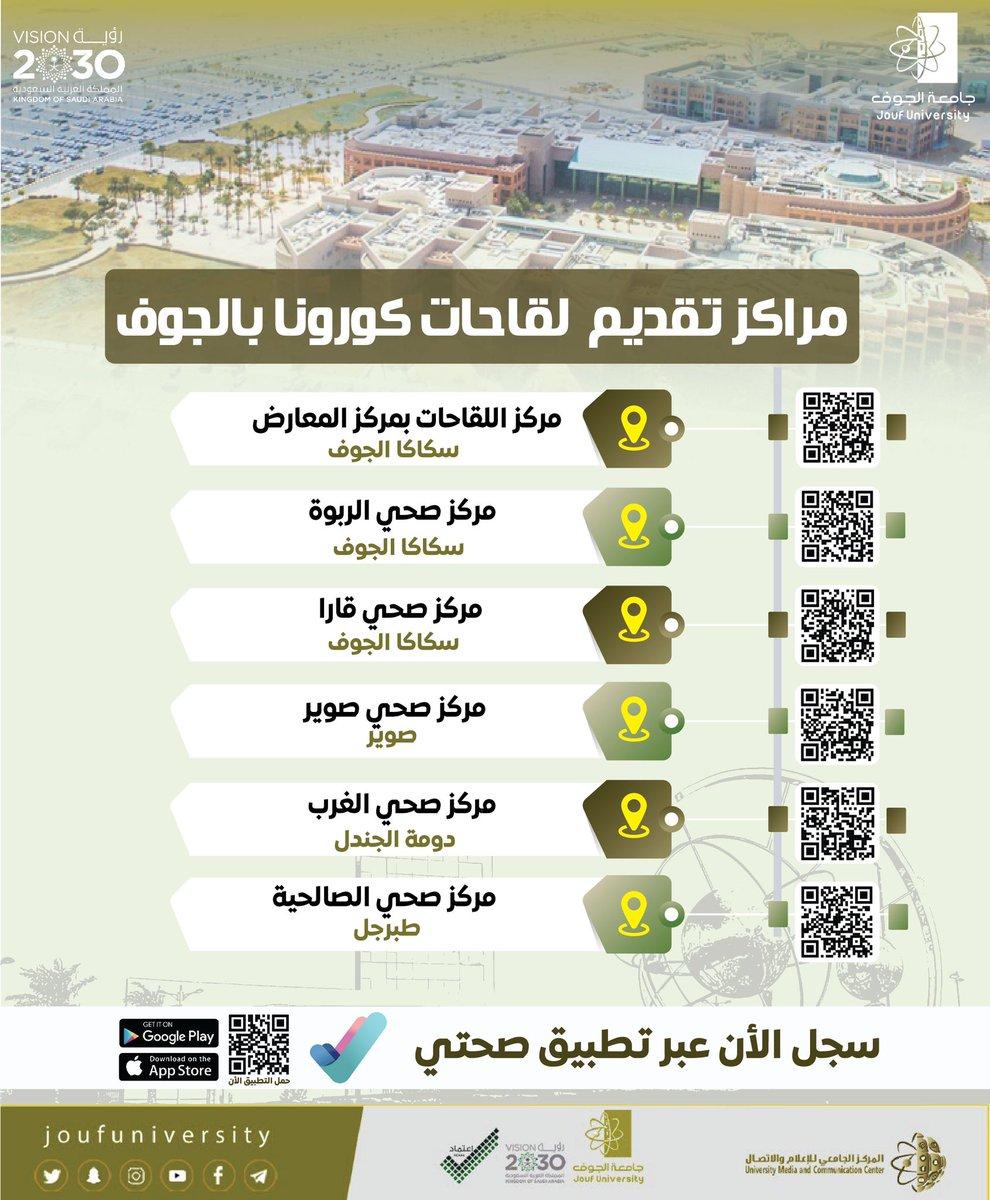 VISION رؤيـة
2030
المملكة العربية السعودية
KINGDOM OF SAUDI ARABIA
جامعة الجوف
Jouf University
مراكز تقديم لقاحات كورونا بالجوف
مركز اللقاحات بمركز المعارض
سكاكا الجوف
مركز صحي الربوة
سكاكا الجوف
مركز صحي قارا
سكاكا الجوف
مركز صحي صوير
صوير
مركز صحي الغرب
دومة الجندل
مركز صحي الصالحية
طبرجل
سجل الأن عبر تطبيق صحتي
GET IT ON
Google Play
Download on the
App Store
حمل التطبيق الأن
joufuniversity
اعتماد
VISION رؤيـة
2030
المملكة العربية السعودية
KINGDOM OF SAUDI ARABIA
جامعة الجوف
Jouf University
المركز الجامعي للإعلام والاتصال
University Media and Communication Center